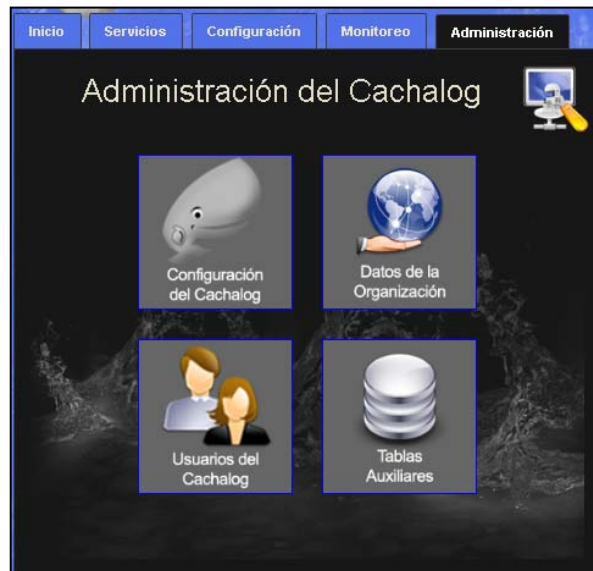 Inicio
Servicios
Configuración
Monitoreo
Administración
Administración del Cachalog
Configuración
del Cachalog
Datos de la
Organización
Usuarios del
Cachalog
Tablas
Auxiliares